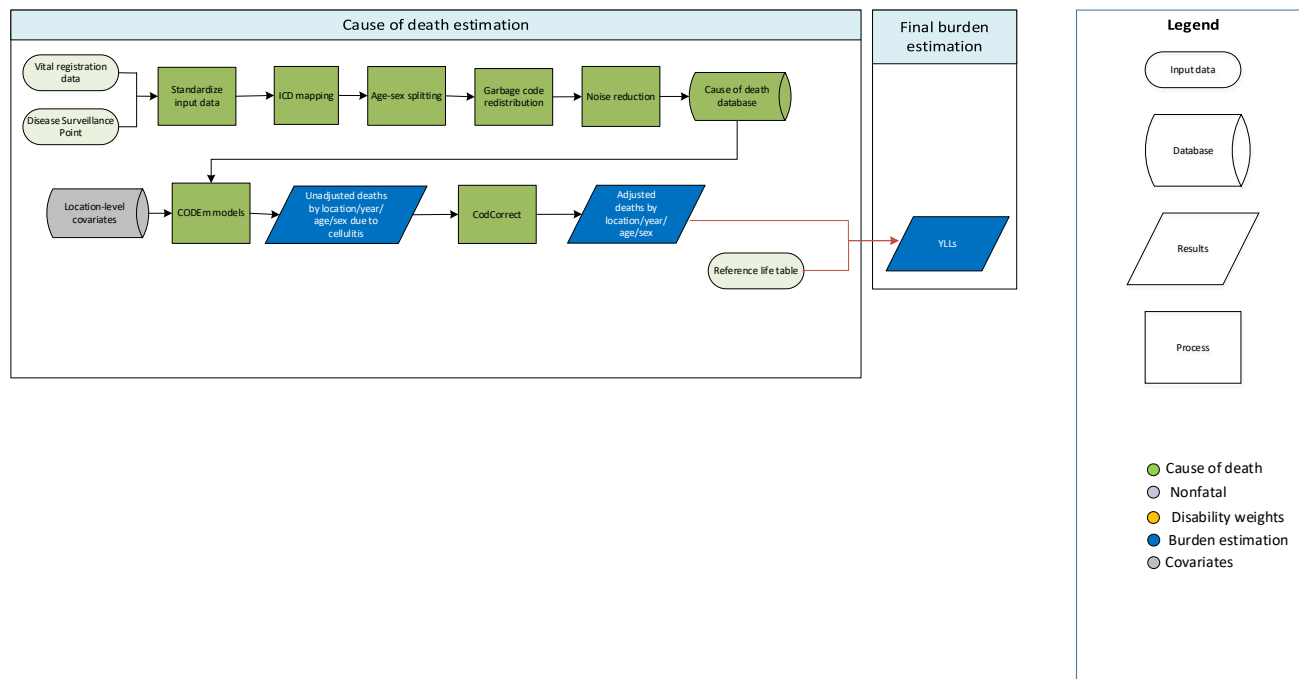 Cause of death estimation
Final burden
estimation
Legend
Vital registration
data
Disease Surveillance
Point
Standardize
input data
ICD mapping
Age-sex splitting
Garbage code
redistribution
Noise reduction
Cause of death
database
Location-level
covariates
CODEm models
Unadjusted deaths
by location/year/
age/sex due to
cellulitis
CodCorrect
Adjusted
deaths by
location/year/
age/sex
Reference life table
YLLs
Input data
Database
Results
Process
Cause of death
Nonfatal
Disability weights
Burden estimation
Covariates